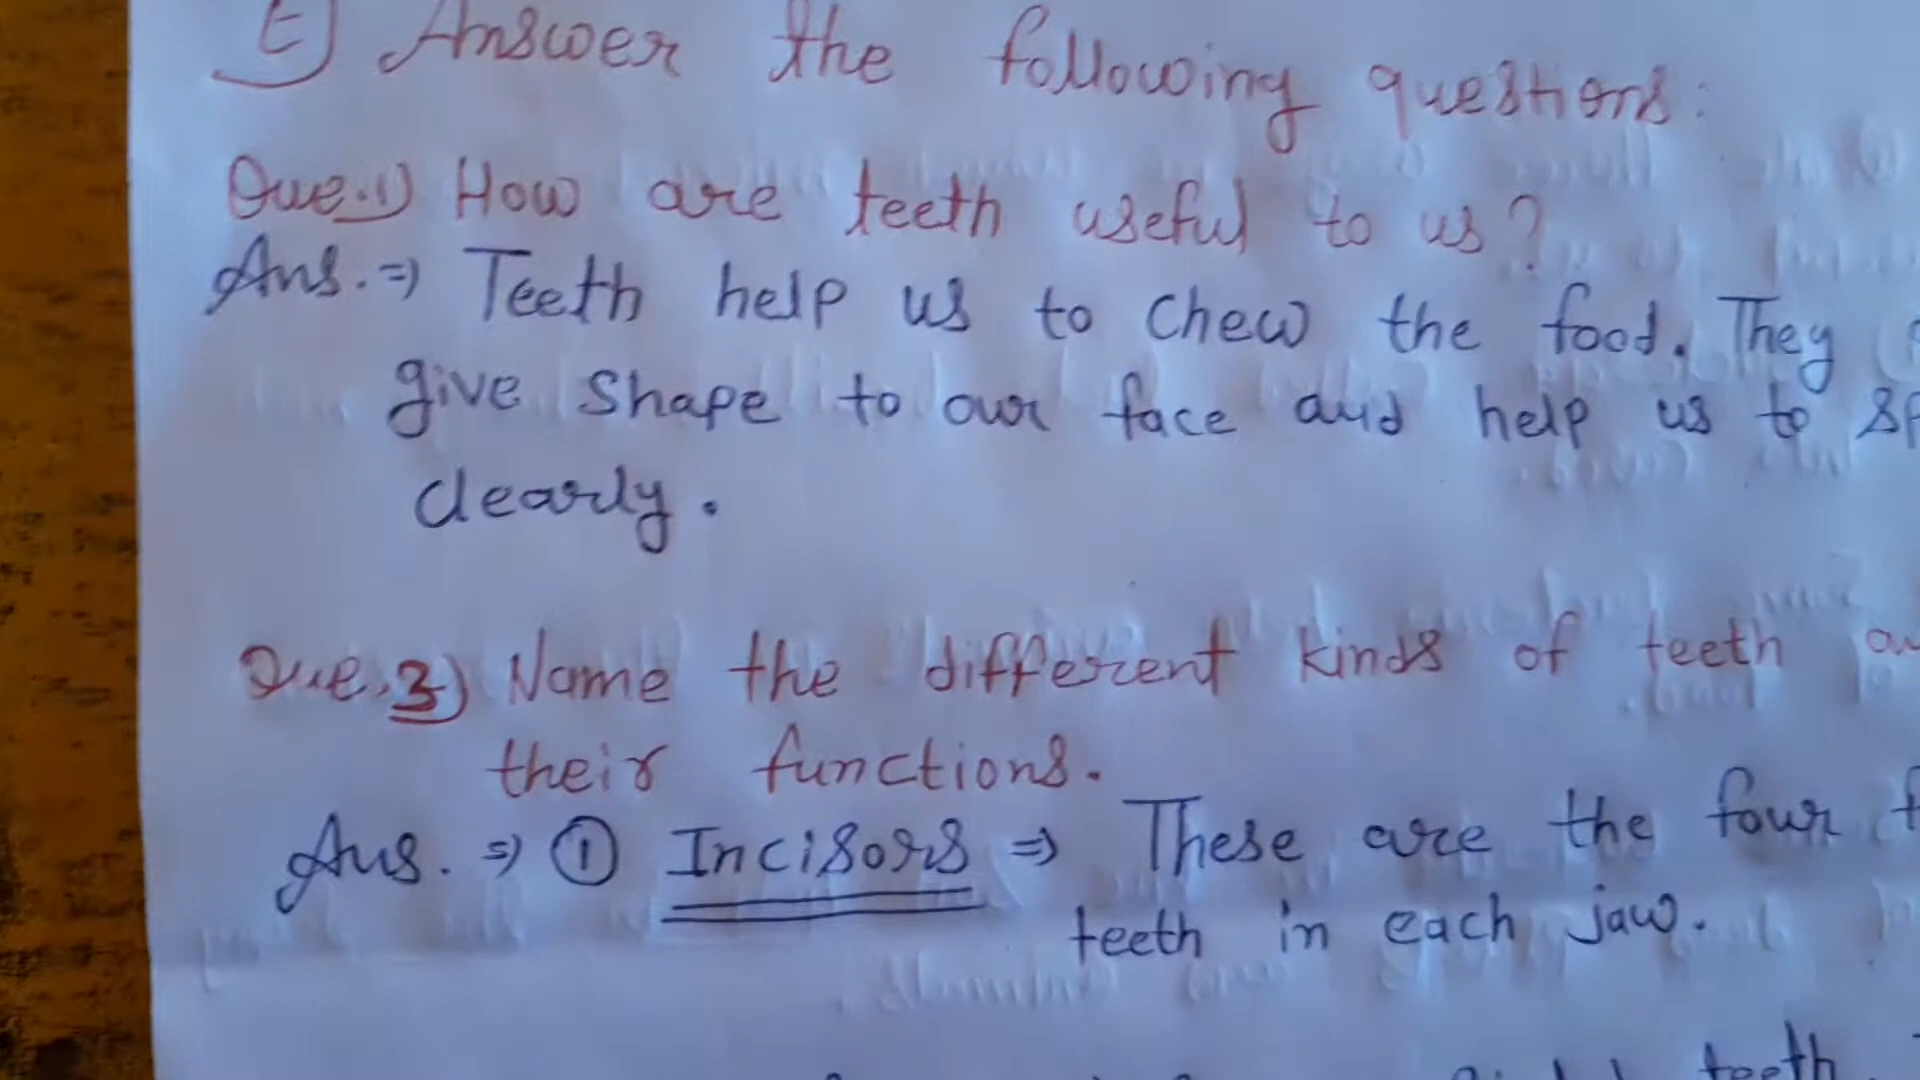 E) Answer the following questions:
Que.1) How are teeth useful to us?
Ans.⇒ Teeth help us to chew the food. They
give shape to our face and help us to sp
clearly.
Que.3) Name the different kinds of teeth
their functions.
Ans. ⇒ ① Incisors ⇒ These are the four f
teeth in each jaw.
teeth